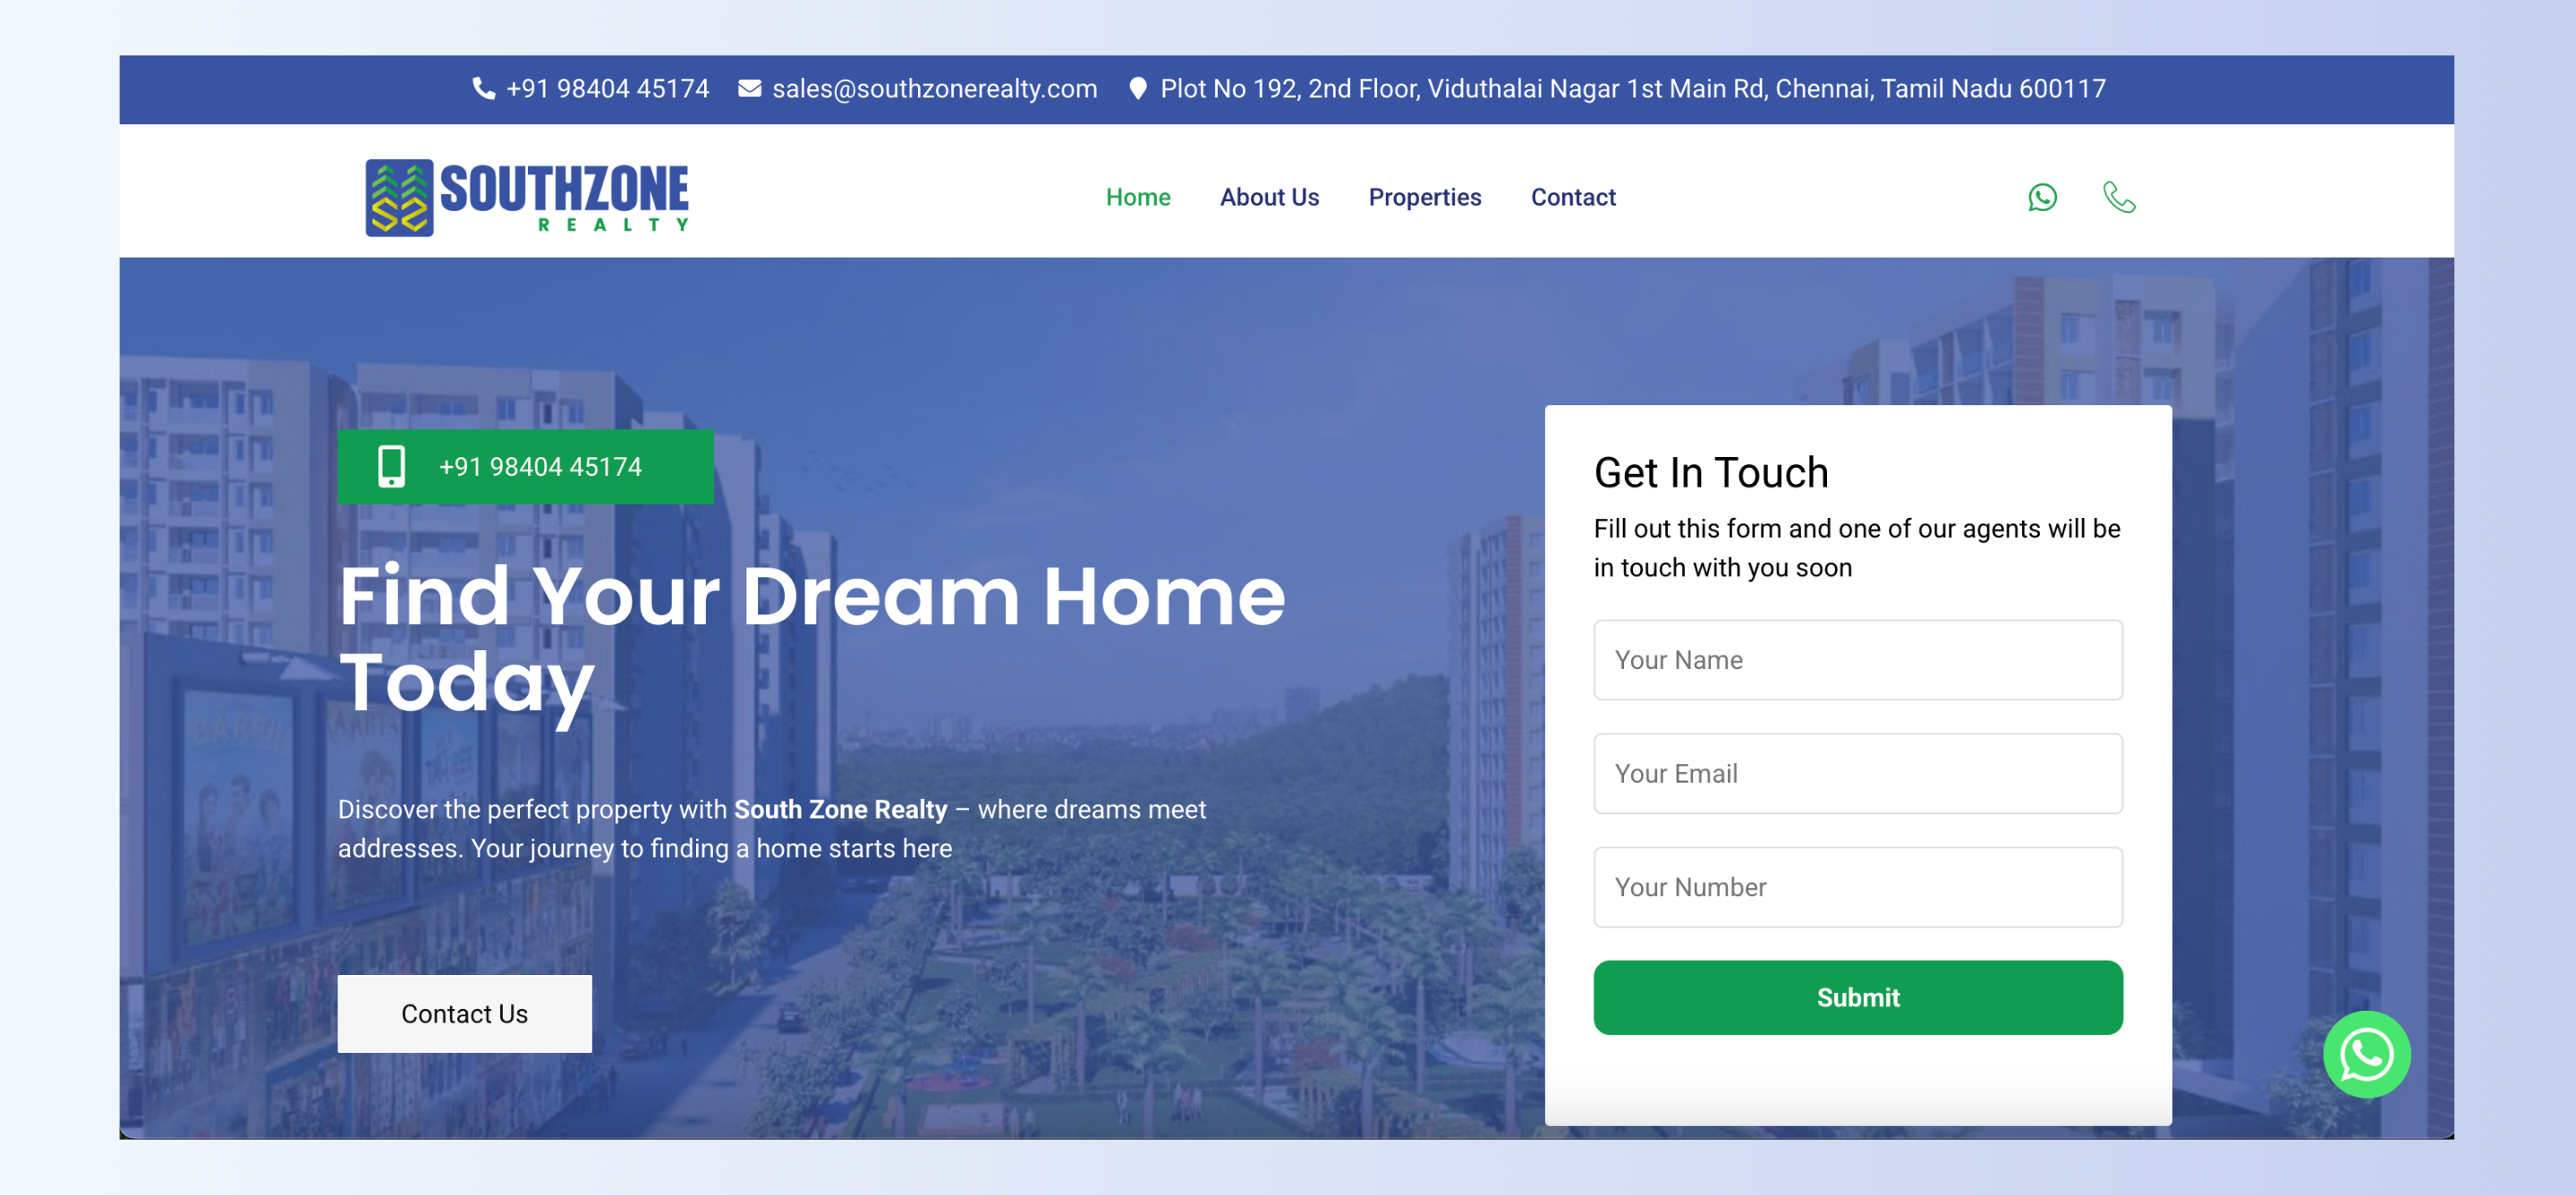 +91 98404 45174 sales@southzonerealty.com Plot No 192, 2nd Floor, Viduthalai Nagar 1st Main Rd, Chennai, Tamil Nadu 600117
SOUTHZONE
REALTY
Home About Us Properties Contact
+91 98404 45174
Find Your Dream Home
Today
Discover the perfect property with South Zone Realty – where dreams meet
addresses. Your journey to finding a home starts here
Contact Us
Get In Touch
Fill out this form and one of our agents will be
in touch with you soon
Your Name
Your Email
Your Number
Submit